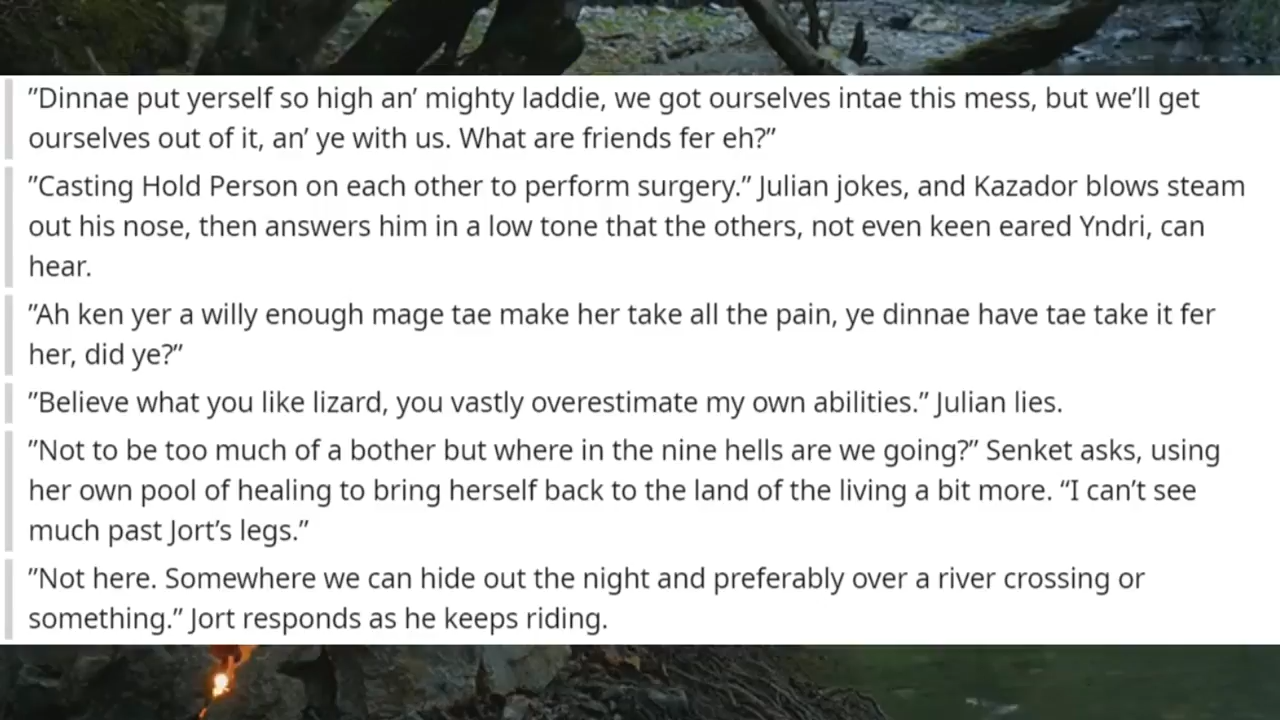 ”Dinnae put yerself so high an’ mighty laddie, we got ourselves intae this mess, but we’ll get
ourselves out of it, an’ ye with us. What are friends fer eh?”
”Casting Hold Person on each other to perform surgery.” Julian jokes, and Kazador blows steam
out his nose, then answers him in a low tone that the others, not even keen eared Yndri, can
hear.
”Ah ken yer a willy enough mage tae make her take all the pain, ye dinnae have tae take it fer
her, did ye?”
”Believe what you like lizard, you vastly overestimate my own abilities.” Julian lies.
”Not to be too much of a bother but where in the nine hells are we going?” Senket asks, using
her own pool of healing to bring herself back to the land of the living a bit more. “I can’t see
much past Jort’s legs.”
”Not here. Somewhere we can hide out the night and preferably over a river crossing or
something.” Jort responds as he keeps riding.